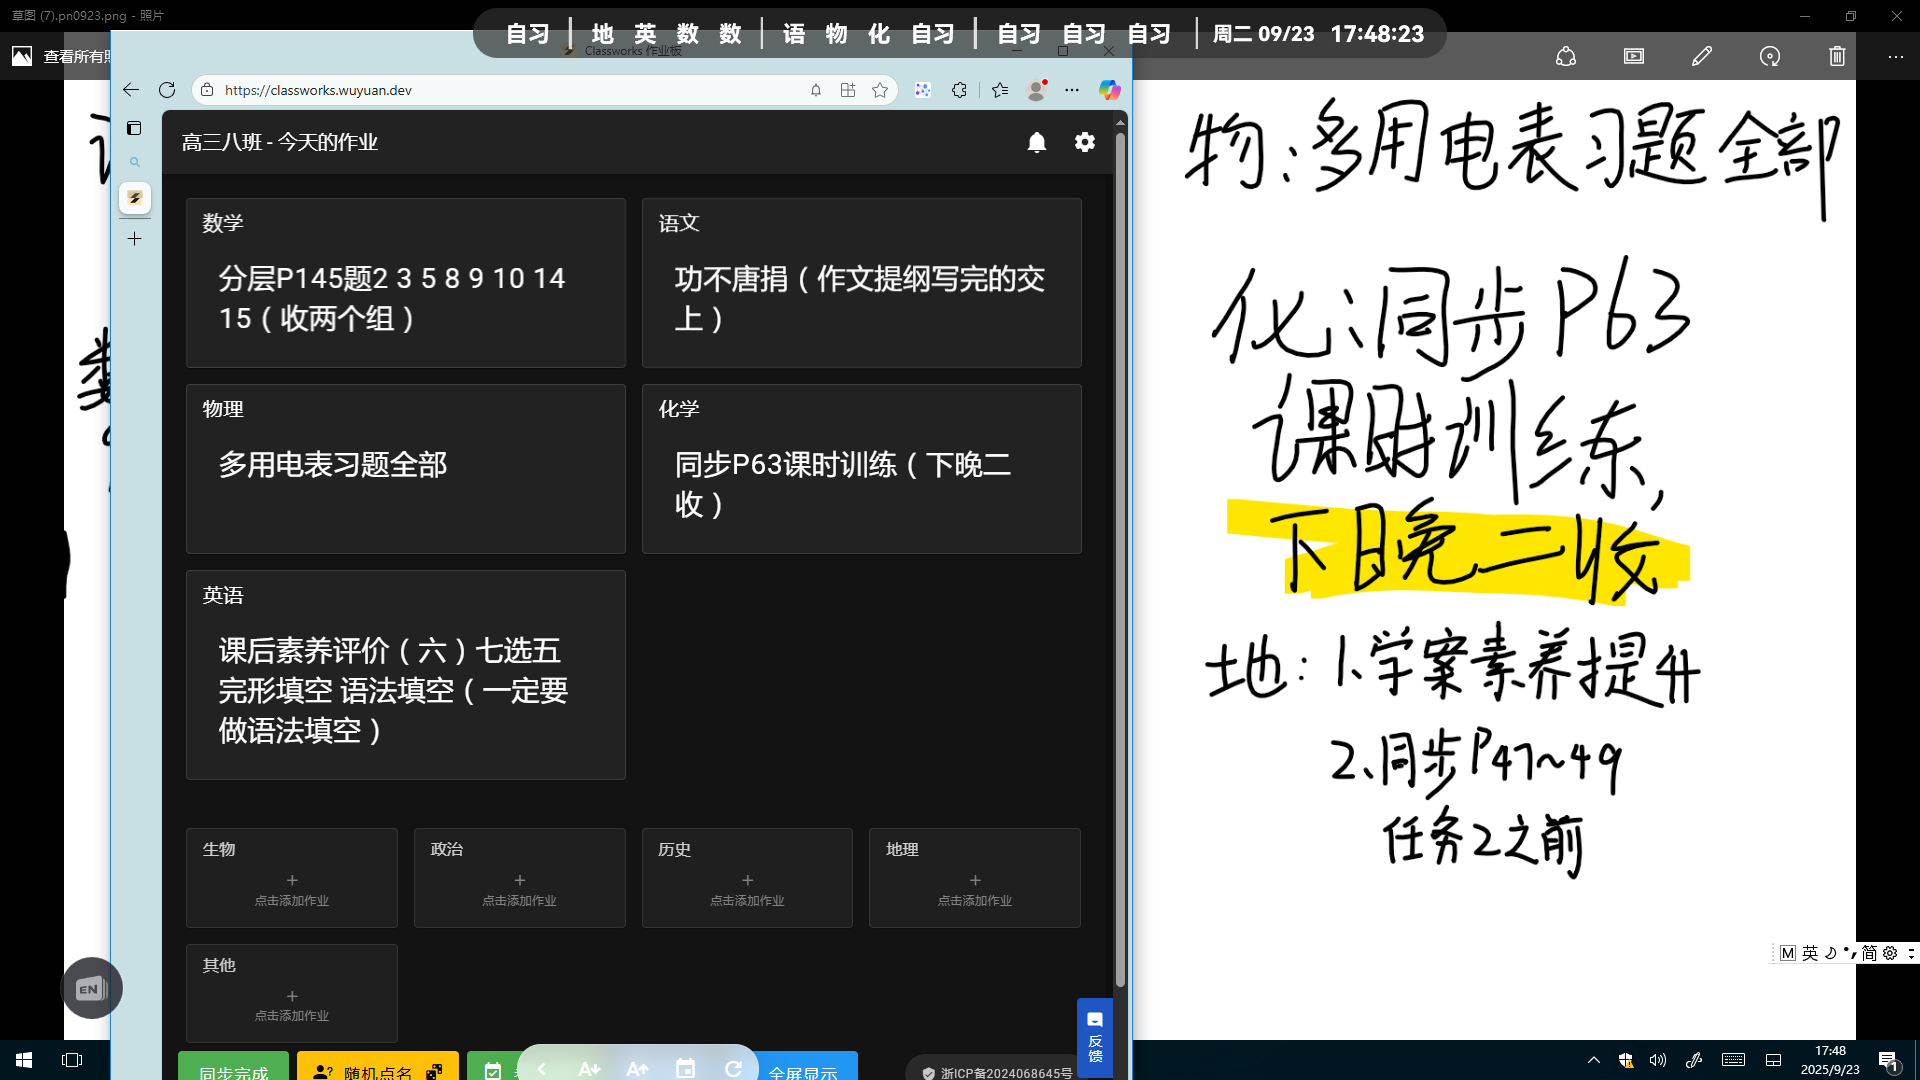 草图 (7).pn0923.png - 照片
自习 | 地 英 数 数 | 语 物 化 自习 | 自习 自习 自习 | 周二 09/23 17:48:23
查看所有照
Classworks 作业板
https://classworks.wuyuan.dev
高三八班 - 今天的作业
数学
分层P145题2 3 5 8 9 10 14
15（收两个组）
语文
功不唐捐（作文提纲写完的交
上）
物理
多用电表习题全部
化学
同步P63课时训练（下晚二
收）
英语
课后素养评价（六）七选五
完形填空 语法填空（一定要
做语法填空）
生物
+
点击添加作业
政治
+
点击添加作业
历史
+
点击添加作业
地理
+
点击添加作业
其他
+
点击添加作业
同步完成
随机点名
全屏显示
浙ICP备2024068645号
反馈
EN
物：多用电表习题全部
化：同步P63
课时训练，
下晚二收
地：1.学案素养提升
2、同步P47~49
任务2之前
M 英 简
17:48
2025/9/23
1